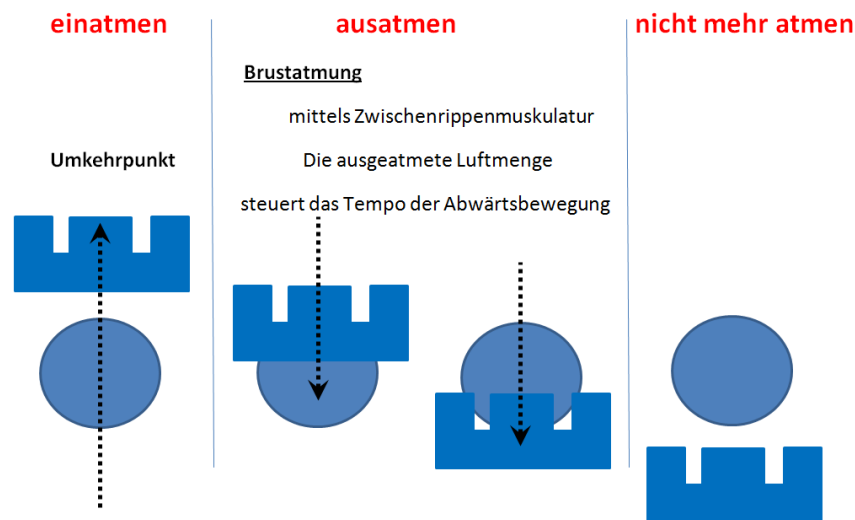 einatmen
ausatmen
nicht mehr atmen
Brustatmung
mittels Zwischenrippenmuskulatur
Umkehrpunkt
Die ausgeatmete Luftmenge
steuert das Tempo der Abwärtsbewegung